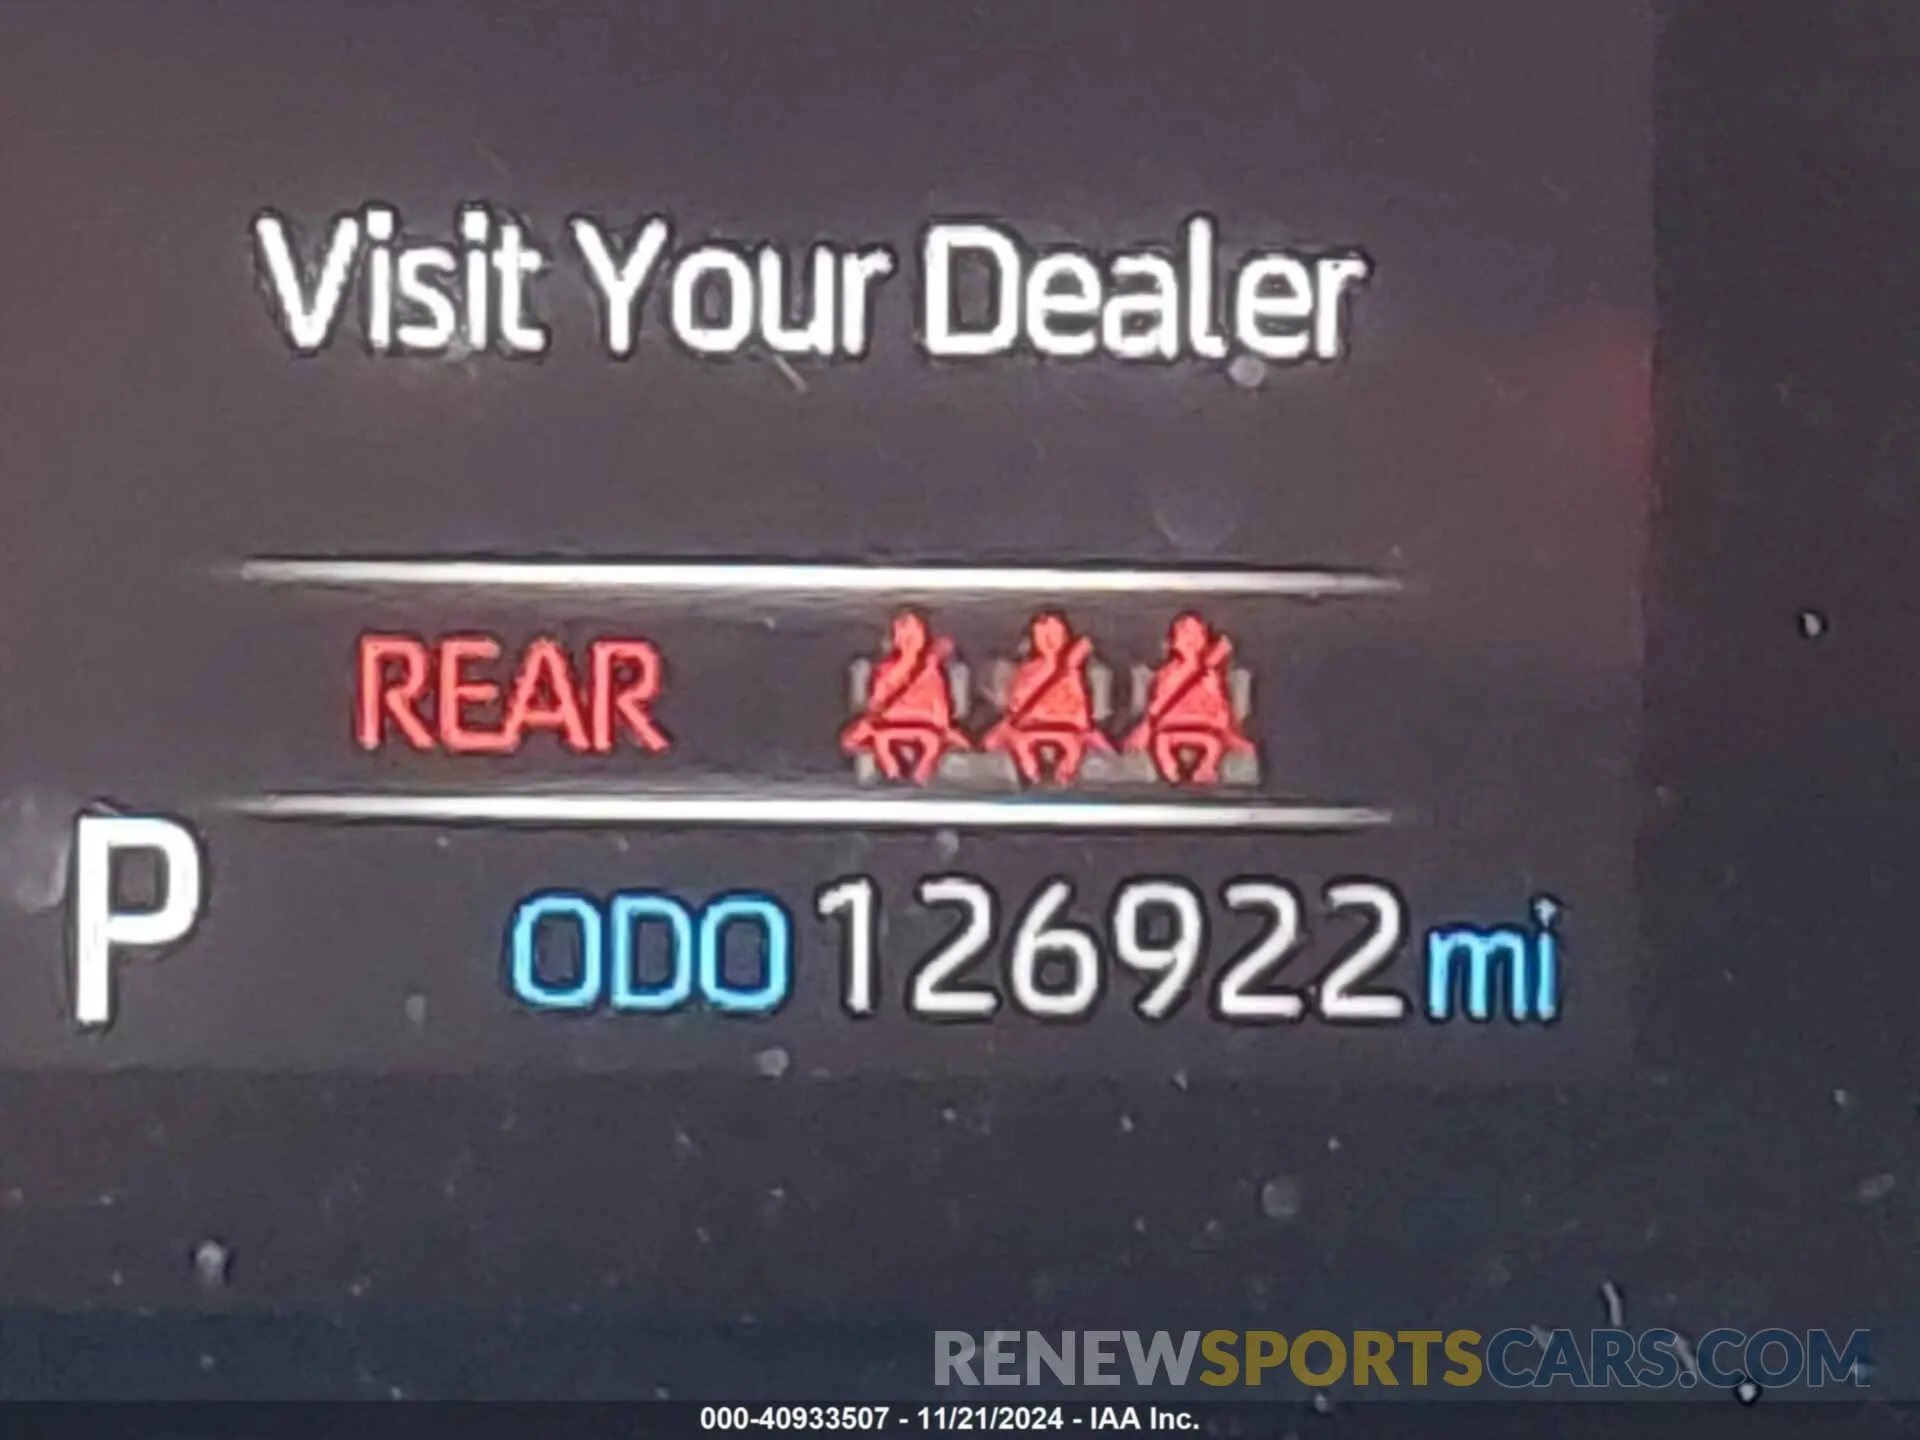 Visit Your Dealer
REAR
P
ODO 126922 mi
RENEWSPORTSCARS.COM
000-40933507 - 11/21/2024 - IAA Inc.